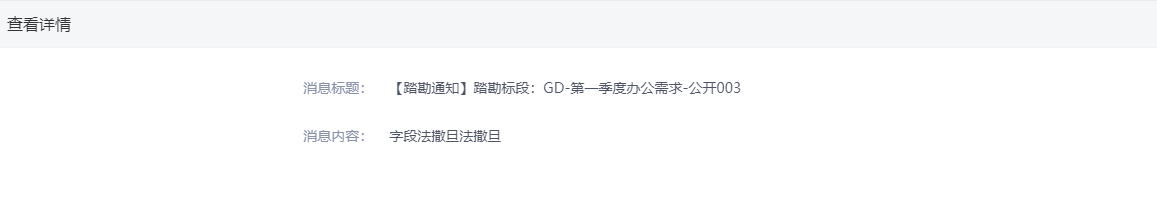 查看详情
消息标题： 【踏勘通知】踏勘标段：GD-第一季度办公需求-公开003
消息内容： 字段法撒旦法撒旦